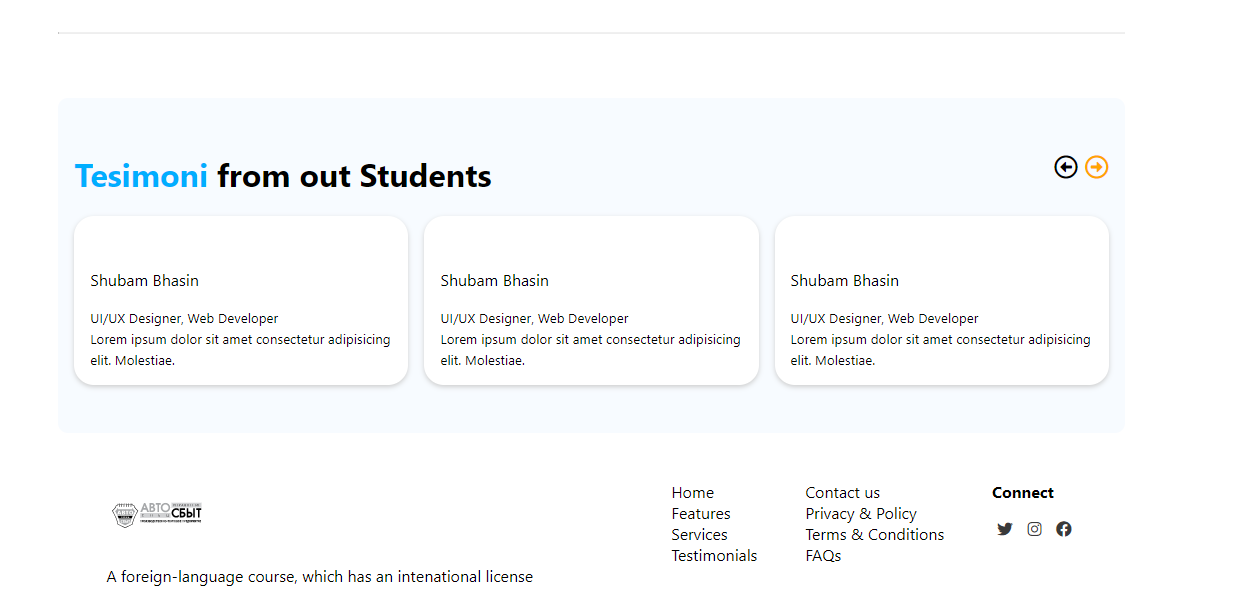 Tesimoni from out Students
Shubam Bhasin
UI/UX Designer, Web Developer
Lorem ipsum dolor sit amet consectetur adipisicing
elit. Molestiae.
Shubam Bhasin
UI/UX Designer, Web Developer
Lorem ipsum dolor sit amet consectetur adipisicing
elit. Molestiae.
Shubam Bhasin
UI/UX Designer, Web Developer
Lorem ipsum dolor sit amet consectetur adipisicing
elit. Molestiae.
АВТО
СБЫТ
A foreign-language course, which has an intenational license
Home
Features
Services
Testimonials
Contact us
Privacy & Policy
Terms & Conditions
FAQs
Connect